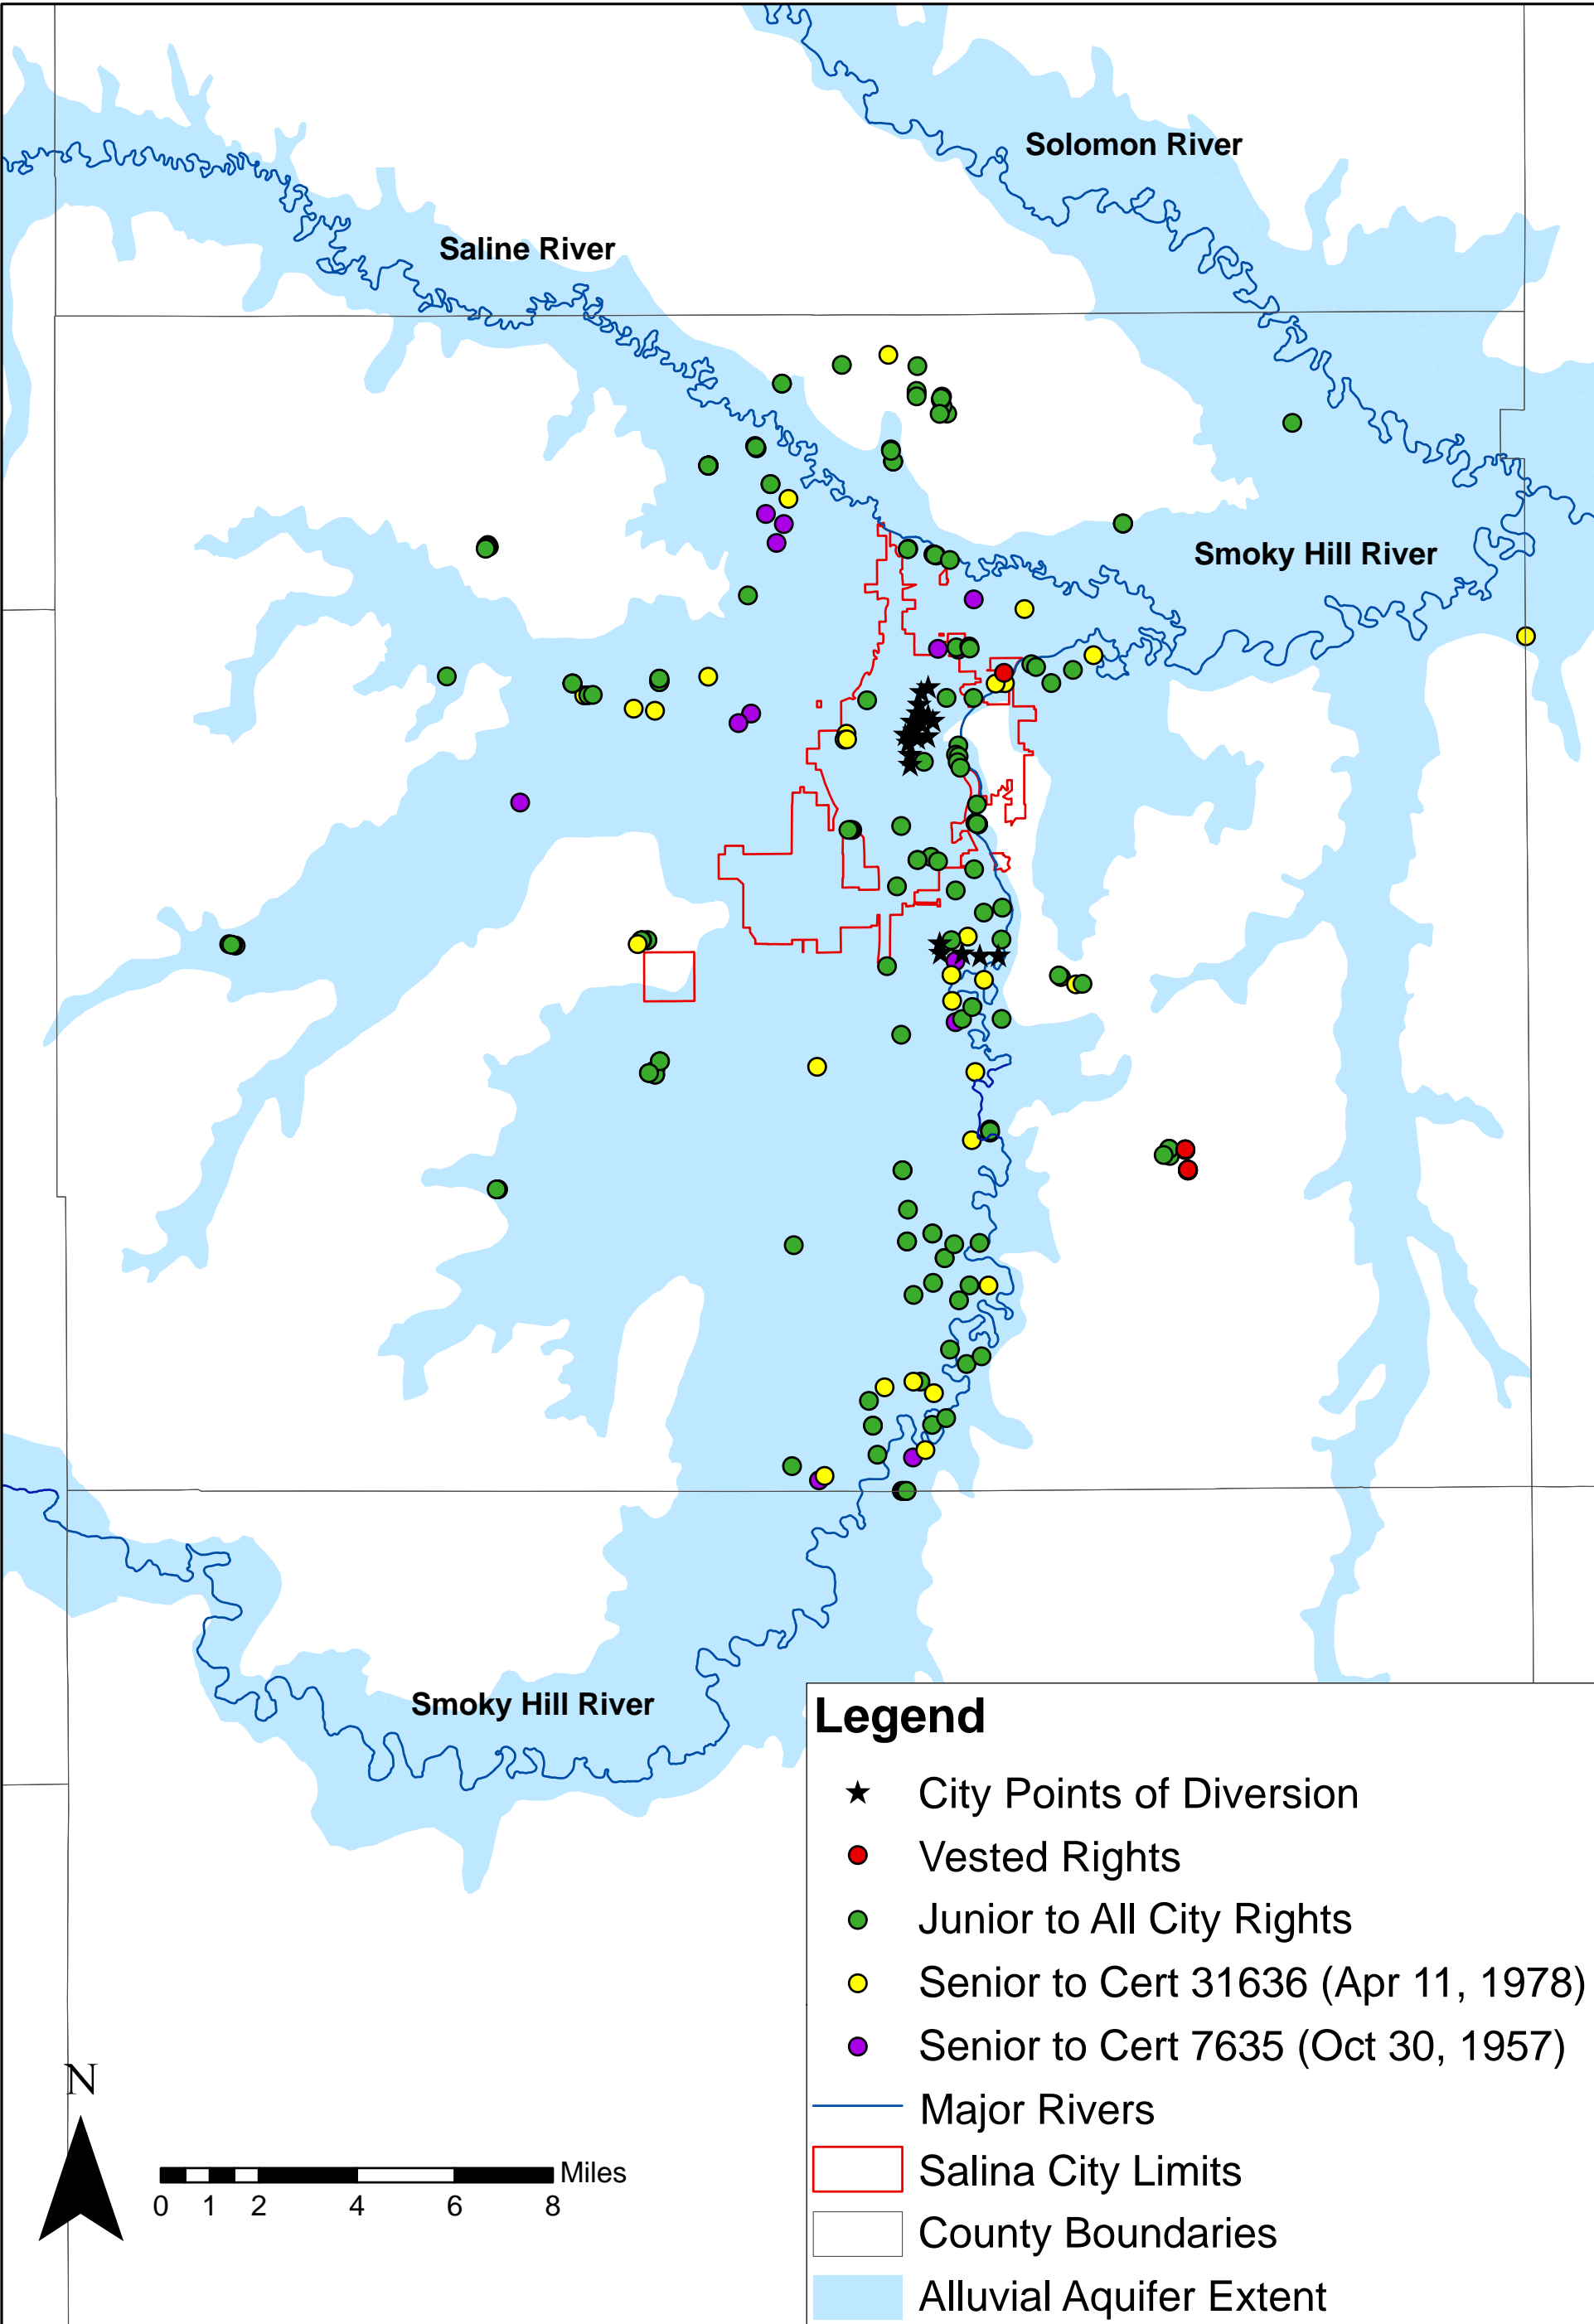 Solomon River
Saline River
Smoky Hill River
Smoky Hill River
Legend
City Points of Diversion
Vested Rights
Junior to All City Rights
Senior to Cert 31636 (Apr 11, 1978)
Senior to Cert 7635 (Oct 30, 1957)
Major Rivers
Salina City Limits
County Boundaries
Alluvial Aquifer Extent
N
Miles
0 1 2 4 6 8